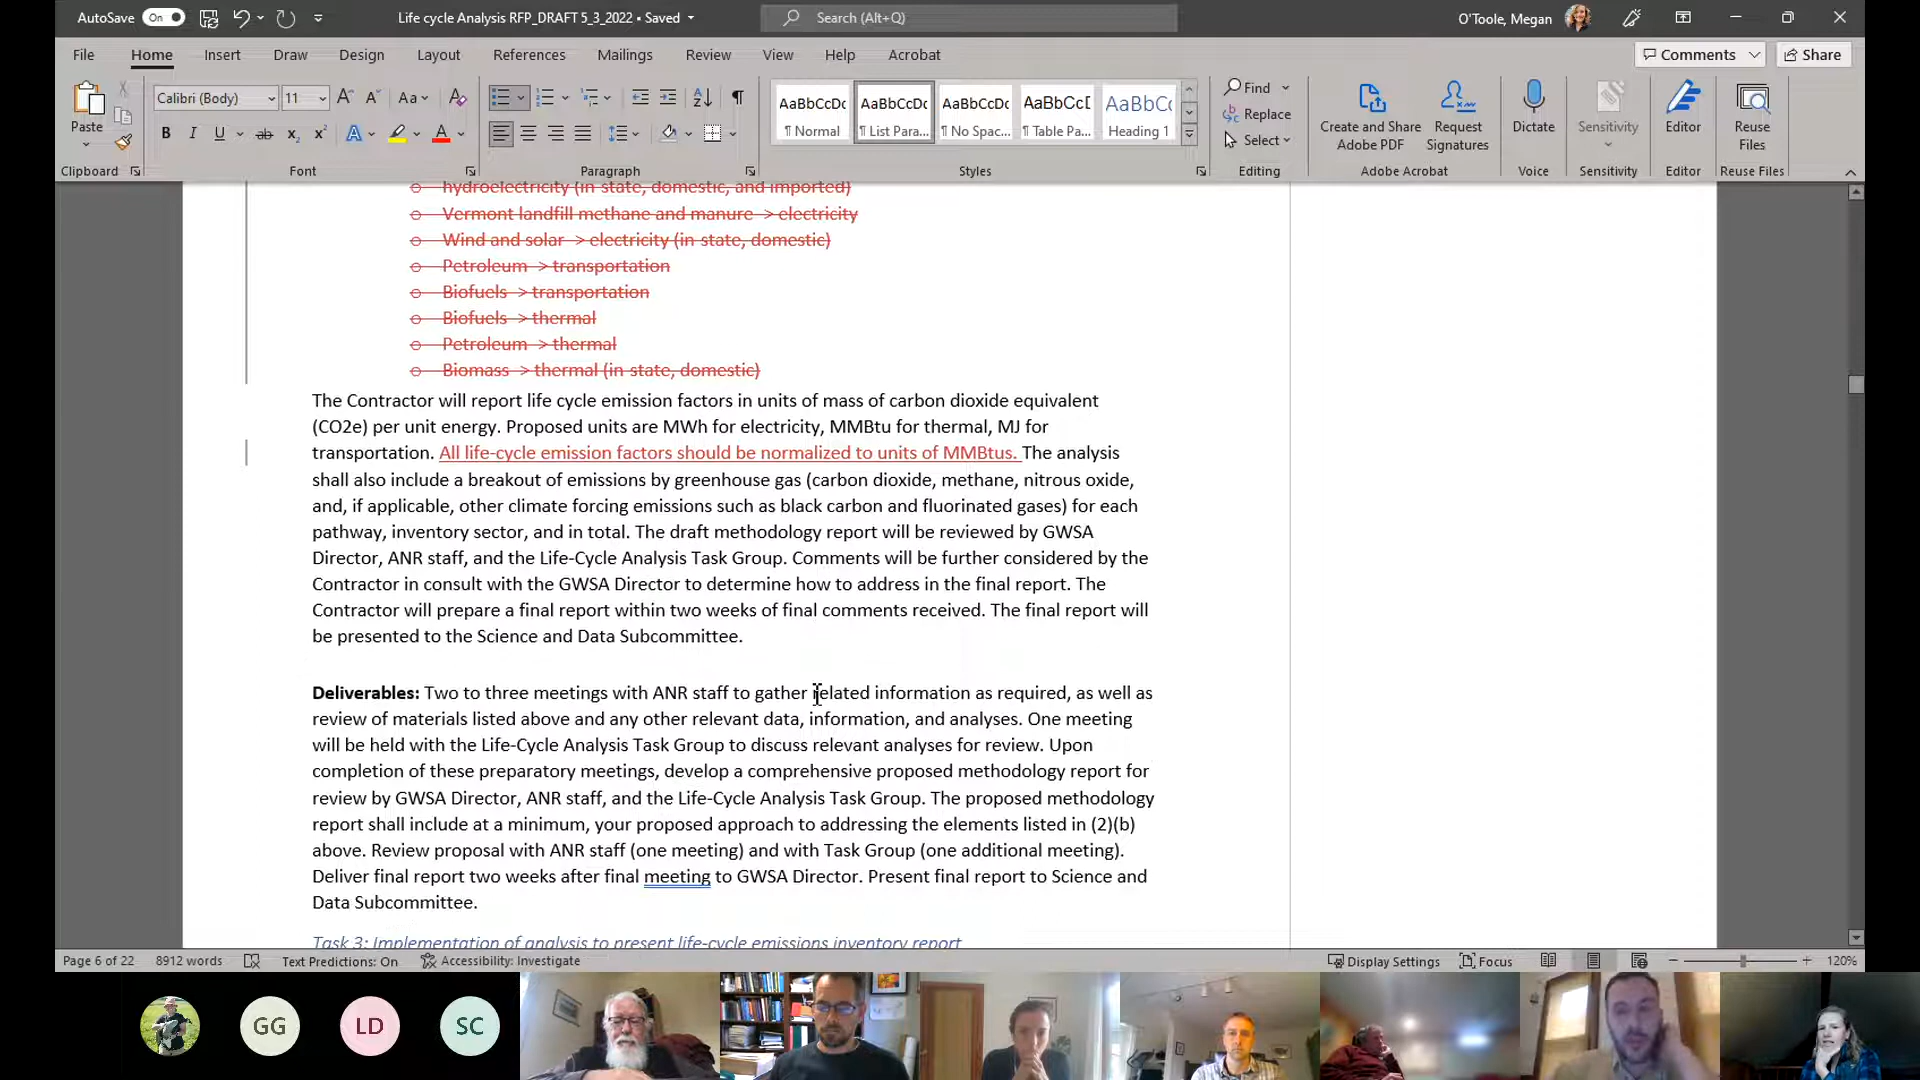 AutoSave On Life cycle Analysis RFP_DRAFT 5_3_2022 • Saved Search (Alt+Q) O'Toole, Megan
File Home Insert Draw Design Layout References Mailings Review View Help Acrobat Comments Share
Paste Calibri (Body) 11 Aa
AaBbCcDc AaBbCcDc AaBbCcDc AaBbCcD AaBbCc
¶ Normal ¶ List Para... ¶ No Spac... ¶ Table Pa... Heading 1
Find
Replace
Select
Create and Share
Adobe PDF
Request
Signatures
Dictate
Sensitivity
Editor
Reuse
Files
Clipboard Font Paragraph Styles Editing Adobe Acrobat Voice Sensitivity Editor Reuse Files
hydroelectricity (in-state, domestic, and imported)
o Vermont landfill methane and manure -> electricity
o Wind and solar -> electricity (in-state, domestic)
o Petroleum -> transportation
o Biofuels -> transportation
o Biofuels -> thermal
o Petroleum -> thermal
o Biomass -> thermal (in-state, domestic)
The Contractor will report life cycle emission factors in units of mass of carbon dioxide equivalent
(CO2e) per unit energy. Proposed units are MWh for electricity, MMBtu for thermal, MJ for
transportation. All life-cycle emission factors should be normalized to units of MMBtus. The analysis
shall also include a breakout of emissions by greenhouse gas (carbon dioxide, methane, nitrous oxide,
and, if applicable, other climate forcing emissions such as black carbon and fluorinated gases) for each
pathway, inventory sector, and in total. The draft methodology report will be reviewed by GWSA
Director, ANR staff, and the Life-Cycle Analysis Task Group. Comments will be further considered by the
Contractor in consult with the GWSA Director to determine how to address in the final report. The
Contractor will prepare a final report within two weeks of final comments received. The final report will
be presented to the Science and Data Subcommittee.
Deliverables: Two to three meetings with ANR staff to gather related information as required, as well as
review of materials listed above and any other relevant data, information, and analyses. One meeting
will be held with the Life-Cycle Analysis Task Group to discuss relevant analyses for review. Upon
completion of these preparatory meetings, develop a comprehensive proposed methodology report for
review by GWSA Director, ANR staff, and the Life-Cycle Analysis Task Group. The proposed methodology
report shall include at a minimum, your proposed approach to addressing the elements listed in (2)(b)
above. Review proposal with ANR staff (one meeting) and with Task Group (one additional meeting).
Deliver final report two weeks after final meeting to GWSA Director. Present final report to Science and
Data Subcommittee.
Task 3: Implementation of analysis to present life-cycle emissions inventory report
Page 6 of 22 8912 words Text Predictions: On Accessibility: Investigate Display Settings Focus 120%
GG LD SC